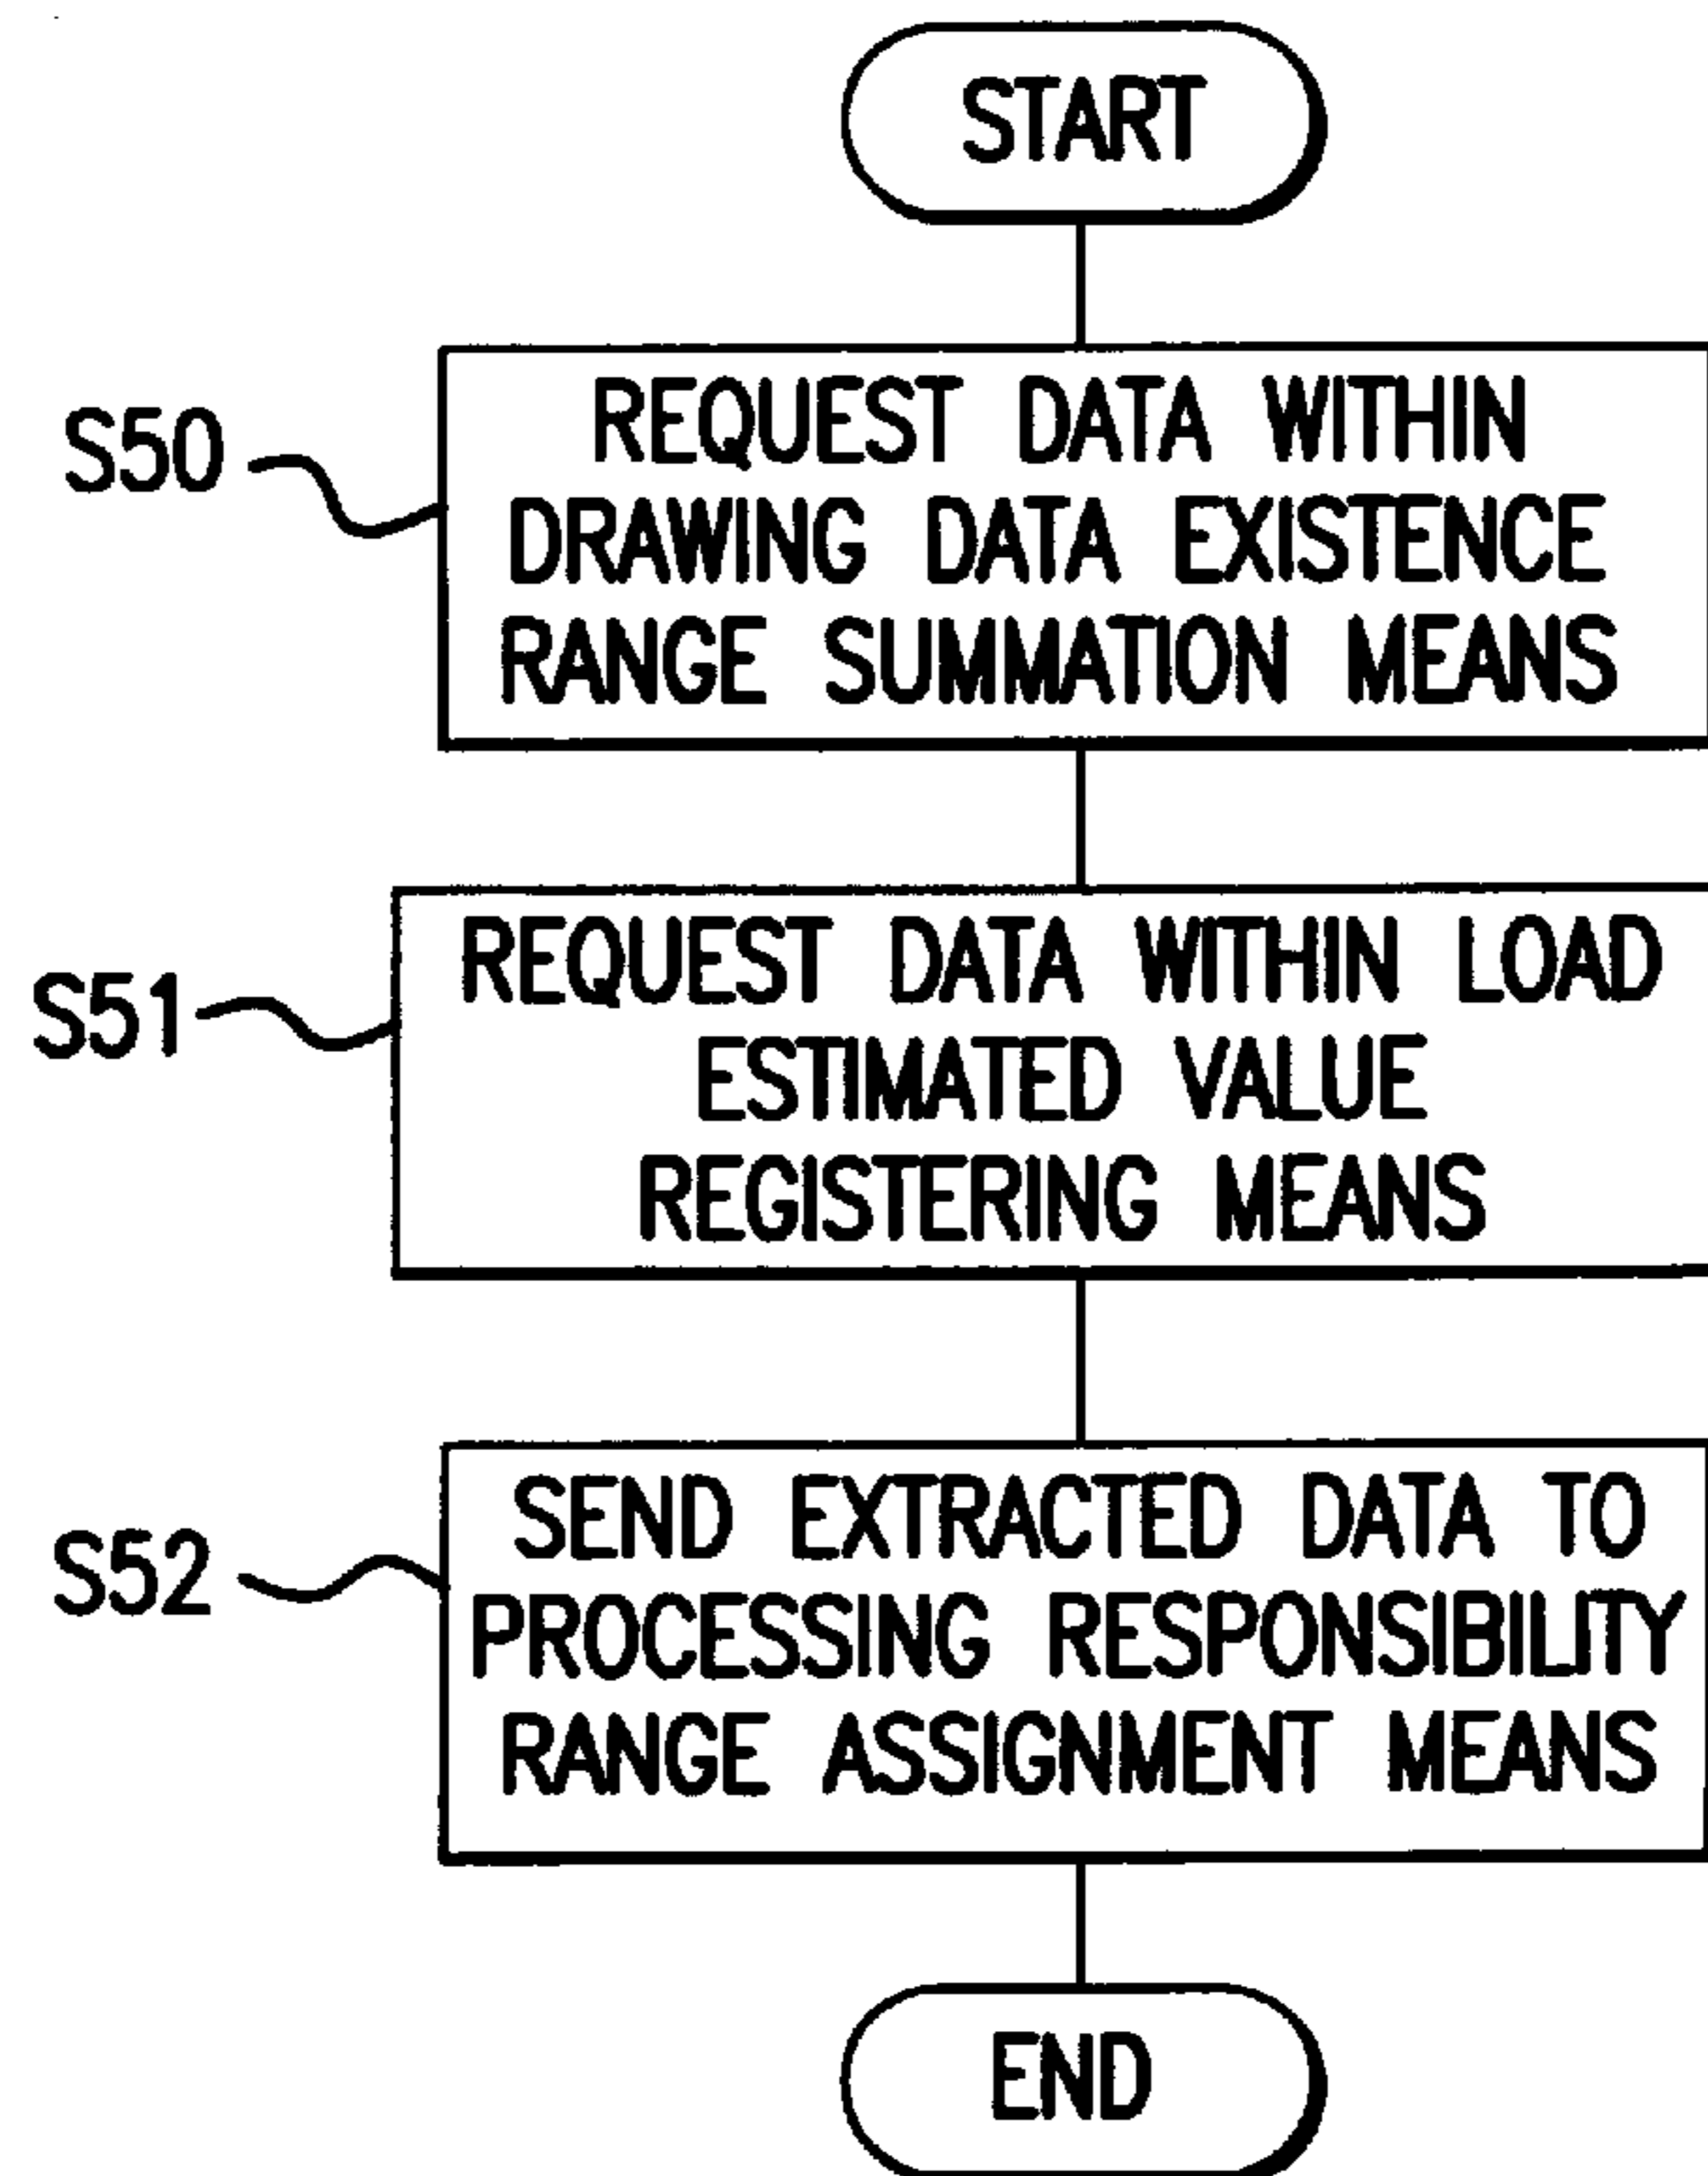 START
S50
REQUEST DATA WITHIN
DRAWING DATA EXISTENCE
RANGE SUMMATION MEANS
S51
REQUEST DATA WITHIN LOAD
ESTIMATED VALUE
REGISTERING MEANS
S52
SEND EXTRACTED DATA TO
PROCESSING RESPONSIBILITY
RANGE ASSIGNMENT MEANS
END